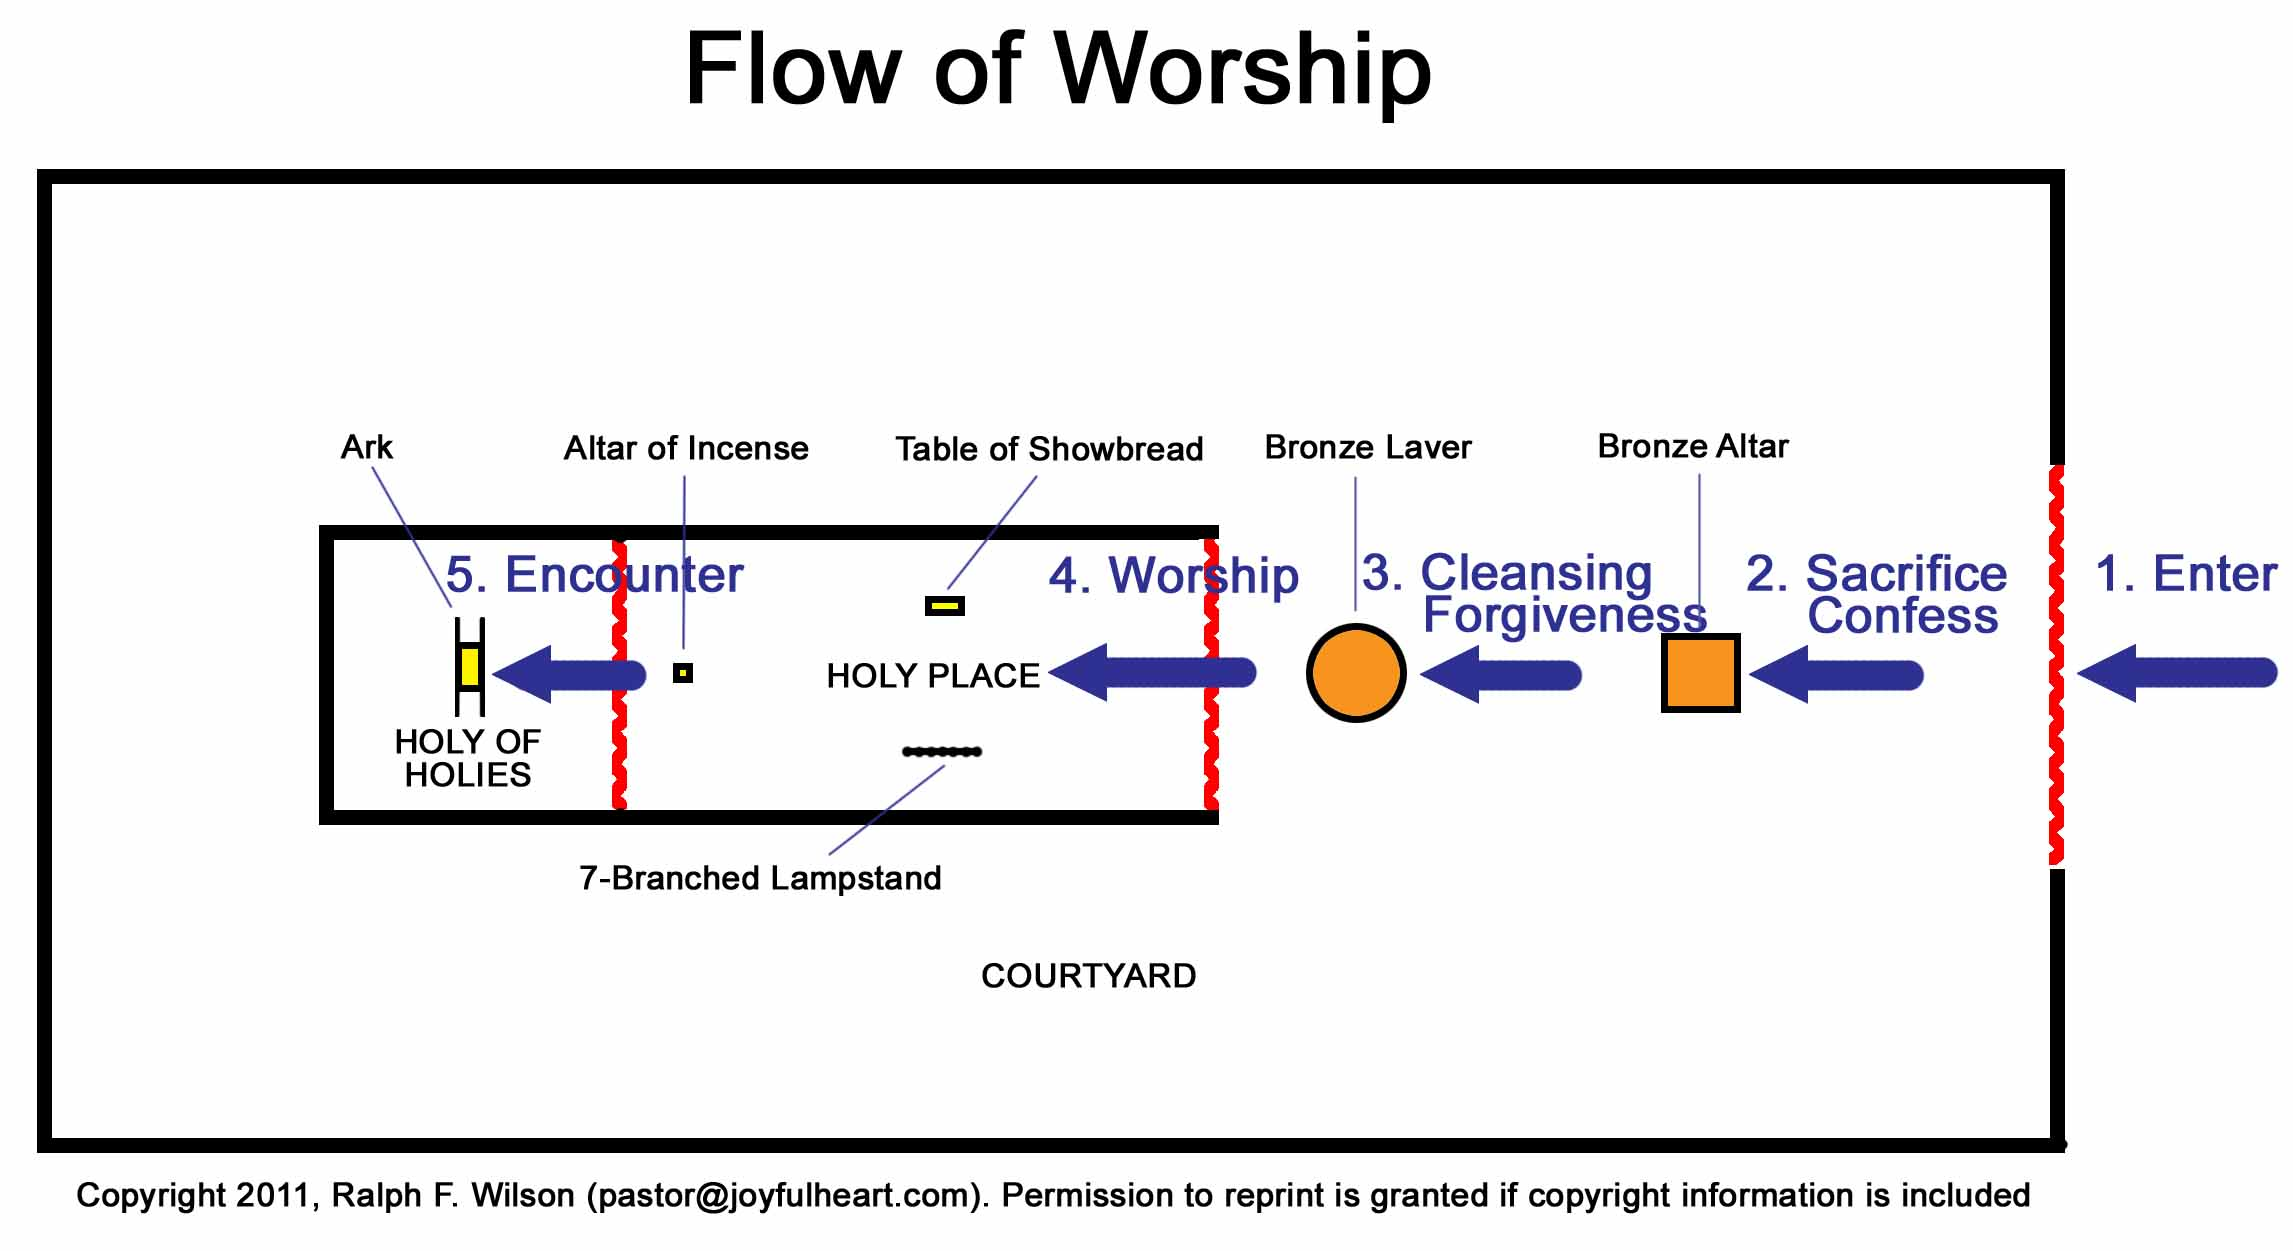 Flow of Worship
Ark
Altar of Incense
Table of Showbread
Bronze Laver
Bronze Altar
5. Encounter
4. Worship
3. Cleansing
Forgiveness
2. Sacrifice
Confess
1. Enter
HOLY PLACE
HOLY OF
HOLIES
7-Branched Lampstand
COURTYARD
Copyright 2011, Ralph F. Wilson (pastor@joyfulheart.com). Permission to reprint is granted if copyright information is included